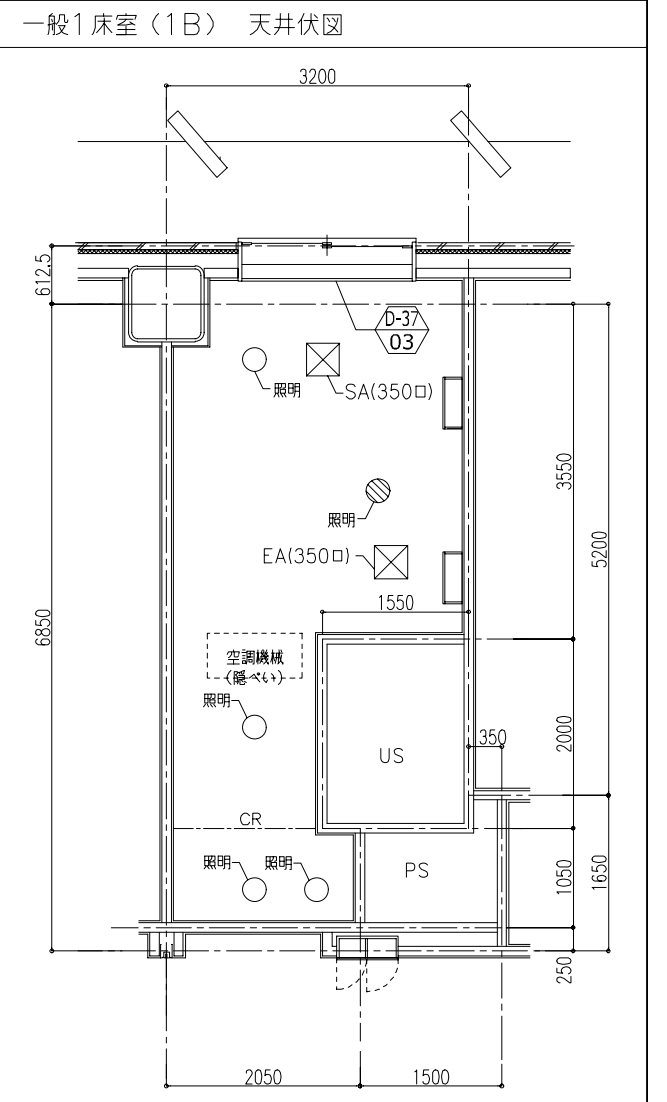 一般1床室（1B）　天井伏図
3200
612.5
D-37
03
照明
SA(350□)
3550
照明
5200
EA(350□)
1550
6850
空調機械
(隠ぺい)
照明
350
2000
US
CR
照明
照明
PS
1050
1650
250
2050
1500